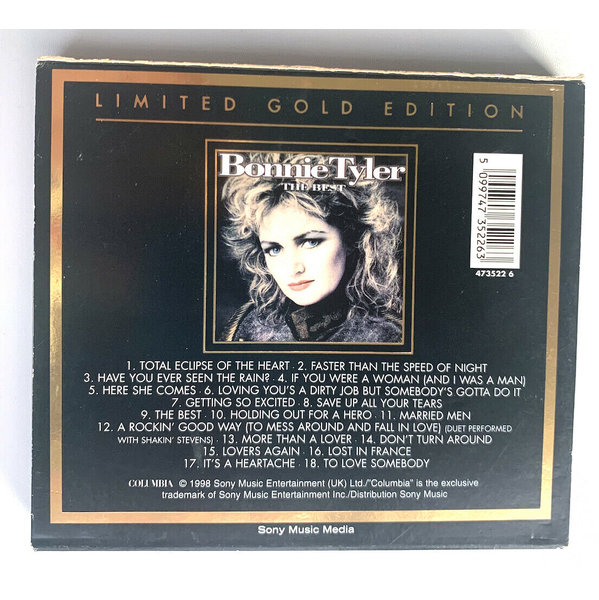 LIMITED GOLD EDITION
Bonnie Tyler
THE BEST
5 099747 352263
473522 6
1. TOTAL ECLIPSE OF THE HEART · 2. FASTER THAN THE SPEED OF NIGHT
3. HAVE YOU EVER SEEN THE RAIN? · 4. IF YOU WERE A WOMAN (AND I WAS A MAN)
5. HERE SHE COMES · 6. LOVING YOU'S A DIRTY JOB BUT SOMEBODY'S GOTTA DO IT
7. GETTING SO EXCITED · 8. SAVE UP ALL YOUR TEARS
9. THE BEST · 10. HOLDING OUT FOR A HERO · 11. MARRIED MEN
12. A ROCKIN' GOOD WAY (TO MESS AROUND AND FALL IN LOVE) (DUET PERFORMED
WITH SHAKIN' STEVENS) · 13. MORE THAN A LOVER · 14. DON'T TURN AROUND
15. LOVERS AGAIN · 16. LOST IN FRANCE
17. IT'S A HEARTACHE · 18. TO LOVE SOMEBODY
COLUMBIA © 1998 Sony Music Entertainment (UK) Ltd./"Columbia" is the exclusive
trademark of Sony Music Entertainment Inc./Distribution Sony Music
Sony Music Media